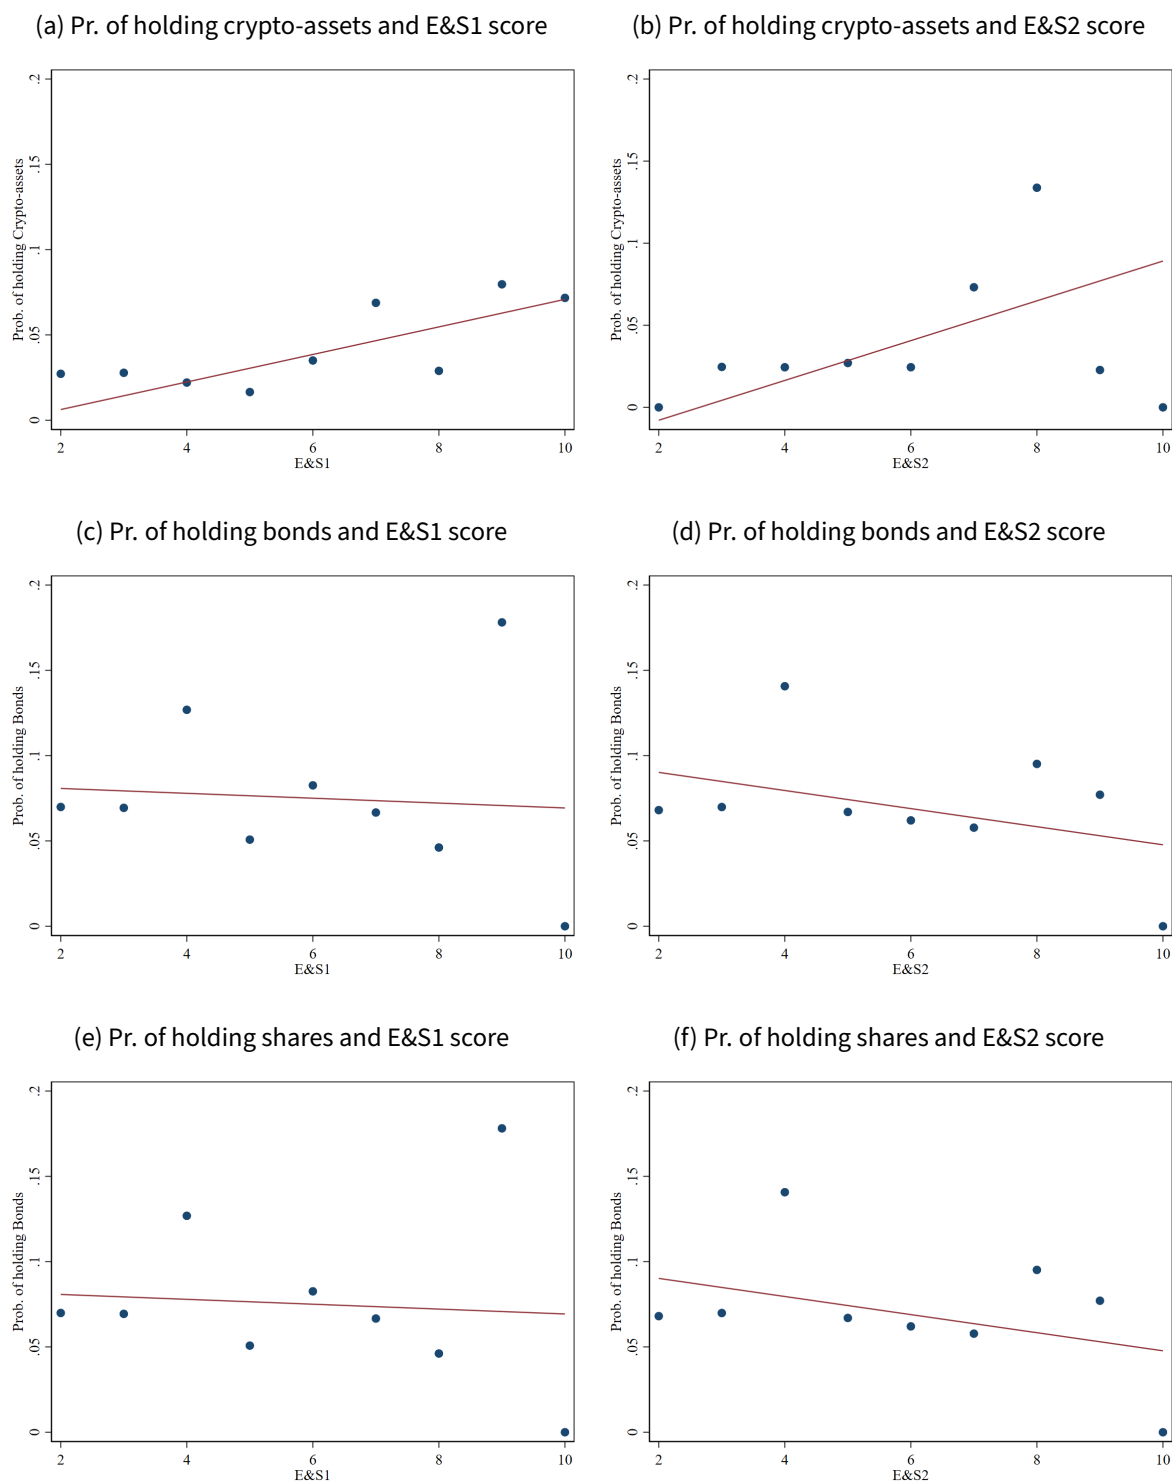 (a) Pr. of holding crypto-assets and E&S1 score
Prob. of holding Crypto-assets
.2
.15
.1
.05
0
2 4 6 8 10
E&S1
(b) Pr. of holding crypto-assets and E&S2 score
Prob. of holding Crypto-assets
.2
.15
.1
.05
0
2 4 6 8 10
E&S2
(c) Pr. of holding bonds and E&S1 score
Prob. of holding Bonds
.2
.15
.1
.05
0
2 4 6 8 10
E&S1
(d) Pr. of holding bonds and E&S2 score
Prob. of holding Bonds
.2
.15
.1
.05
0
2 4 6 8 10
E&S2
(e) Pr. of holding shares and E&S1 score
Prob. of holding Bonds
.2
.15
.1
.05
0
2 4 6 8 10
E&S1
(f) Pr. of holding shares and E&S2 score
Prob. of holding Bonds
.2
.15
.1
.05
0
2 4 6 8 10
E&S2